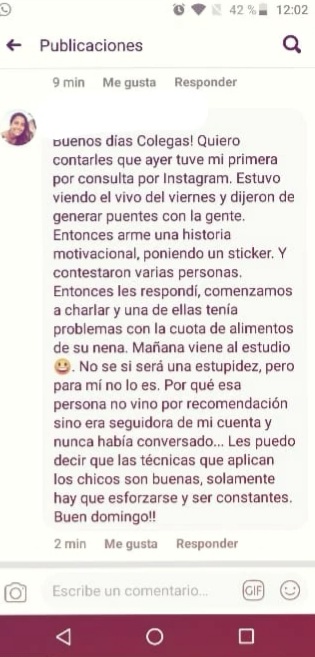 42 % 12:02
Publicaciones
9 min Me gusta Responder
Buenos días Colegas! Quiero
contarles que ayer tuve mi primera
por consulta por Instagram. Estuvo
viendo el vivo del viernes y dijeron de
generar puentes con la gente.
Entonces arme una historia
motivacional, poniendo un sticker. Y
contestaron varias personas.
Entonces les respondí, comenzamos
a charlar y una de ellas tenía
problemas con la cuota de alimentos
de su nena. Mañana viene al estudio
😃. No se si será una estupidez, pero
para mí no lo es. Por qué esa
persona no vino por recomendación
sino era seguidora de mi cuenta y
nunca había conversado... Les puedo
decir que las técnicas que aplican
los chicos son buenas, solamente
hay que esforzarse y ser constantes.
Buen domingo!!
2 min Me gusta Responder
Escribe un comentario... GIF